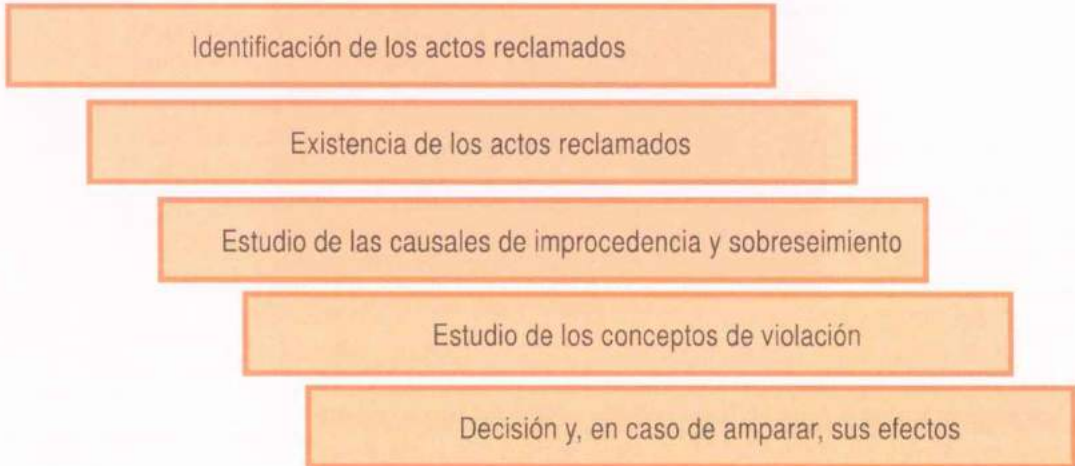 Identificación de los actos reclamados
Existencia de los actos reclamados
Estudio de las causales de improcedencia y sobreseimiento
Estudio de los conceptos de violación
Decisión y, en caso de amparar, sus efectos